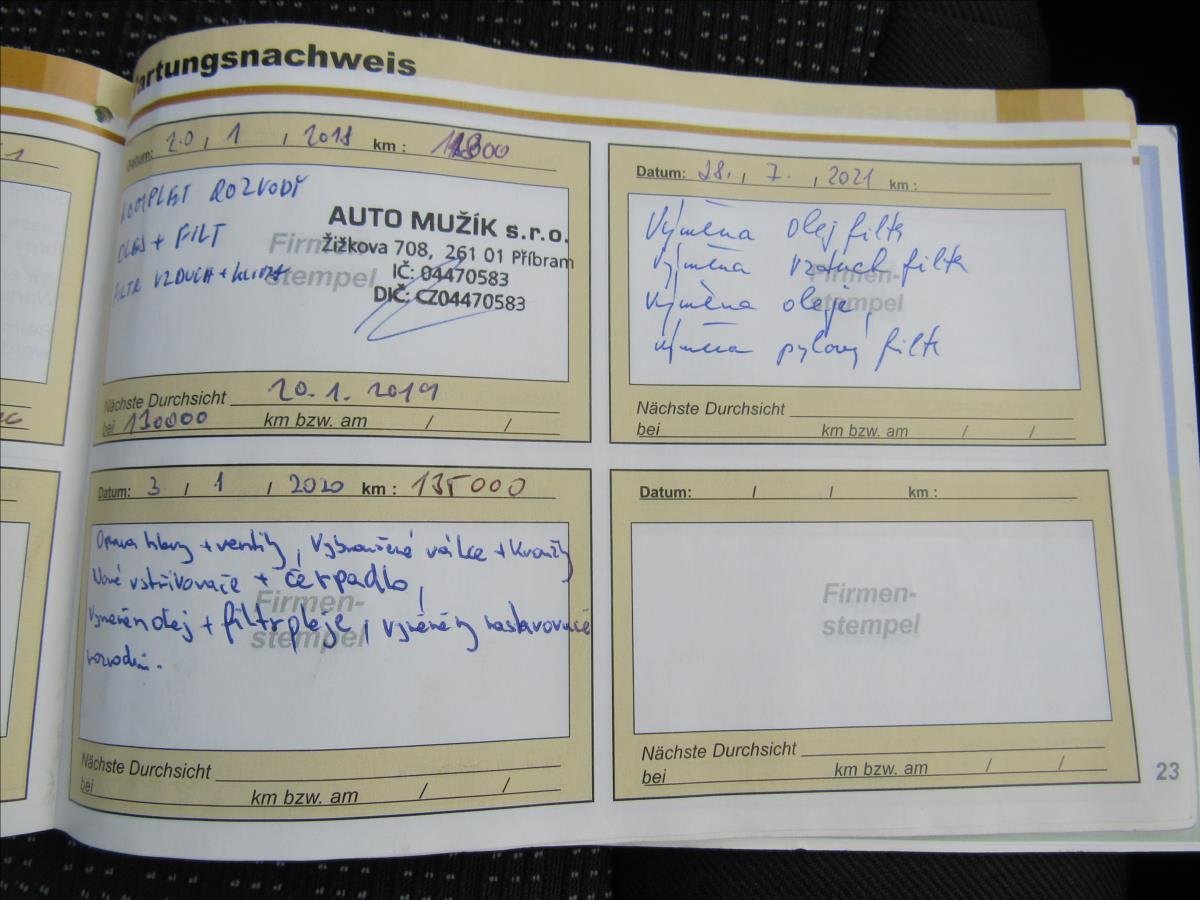 Wartungsnachweis
Datum: 20, 1, 2018 km :
KOMPLET ROZVODY
OLEJ + FILT
FILTR VZDUCH +
Firmen-
stempel
AUTO MUŽÍK s.r.o.
Žižkova 708, 261 01 Příbram
IČ: 04470583
DIČ: CZ04470583
Nächste Durchsicht 20.1. 2019
bei 130000 km bzw. am / /
Datum: 28., 7., 2021 km :
Výměna olej filtr
Výměna vzduch filtr
Firmen-
stempel
Výměna oleje,
Výměna pylový filtr
Nächste Durchsicht
bei km bzw. am / /
Datum: 3 / 1 / 2020 km : 135000
Oprava hlavy + ventily, Vybroušené válce + kroužky
Nové vstřikovače + čerpadlo,
Firmen-
stempel
Vyměněn olej + filtr oleje, vyměněny nastavovače
rozvodů.
Nächste Durchsicht
bei km bzw. am / /
Datum: / / km :
Firmen-
stempel
Nächste Durchsicht
bei km bzw. am / /
23